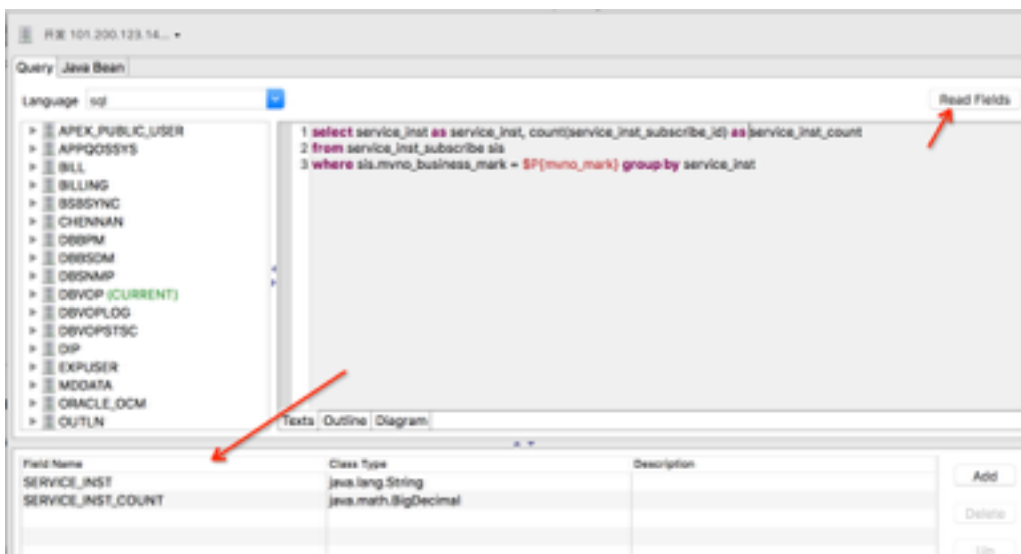 开发 101.200.123.14...
Query Java Bean
Language sql
Read Fields
APEX_PUBLIC_USER
APPQOSSYS
BILL
BILLING
BSBSYNC
CHENNAN
DBBPM
DBBSDM
DBSNMP
DBVOP (CURRENT)
DBVOPLOG
DBVOPSTSC
DIP
EXPUSER
MDDATA
ORACLE_OCM
OUTLN
1 select service_inst as service_inst, count(service_inst_subscribe_id) as service_inst_count
2 from service_inst_subscribe sis
3 where sis.mvno_business_mark = $P{mvno_mark} group by service_inst
Texts Outline Diagram
Field Name Class Type Description
SERVICE_INST java.lang.String
SERVICE_INST_COUNT java.math.BigDecimal
Add
Delete
Up